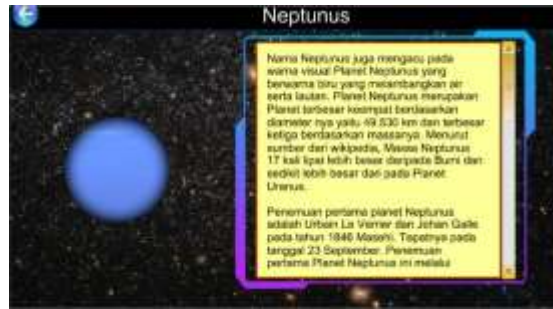 Neptunus
Nama Neptunus juga mengacu pada
warna visual Planet Neptunus yang
berwarna biru yang melambangkan air
serta lautan. Planet Neptunus merupakan
Planet terbesar keempat berdasarkan
diameter nya yaitu 49.530 km dan terbesar
ketiga berdasarkan massanya. Menurut
sumber dari wikipedia, Massa Neptunus
17 kali lipat lebih besar daripada Bumi dan
sedikit lebih besar dari pada Planet
Uranus.
Penemuan pertama planet Neptunus
adalah Urban La Verrier dan Johan Galle
pada tahun 1846 Masehi. Tepatnya pada
tanggal 23 September. Penemuan
pertama Planet Neptunus ini melalui